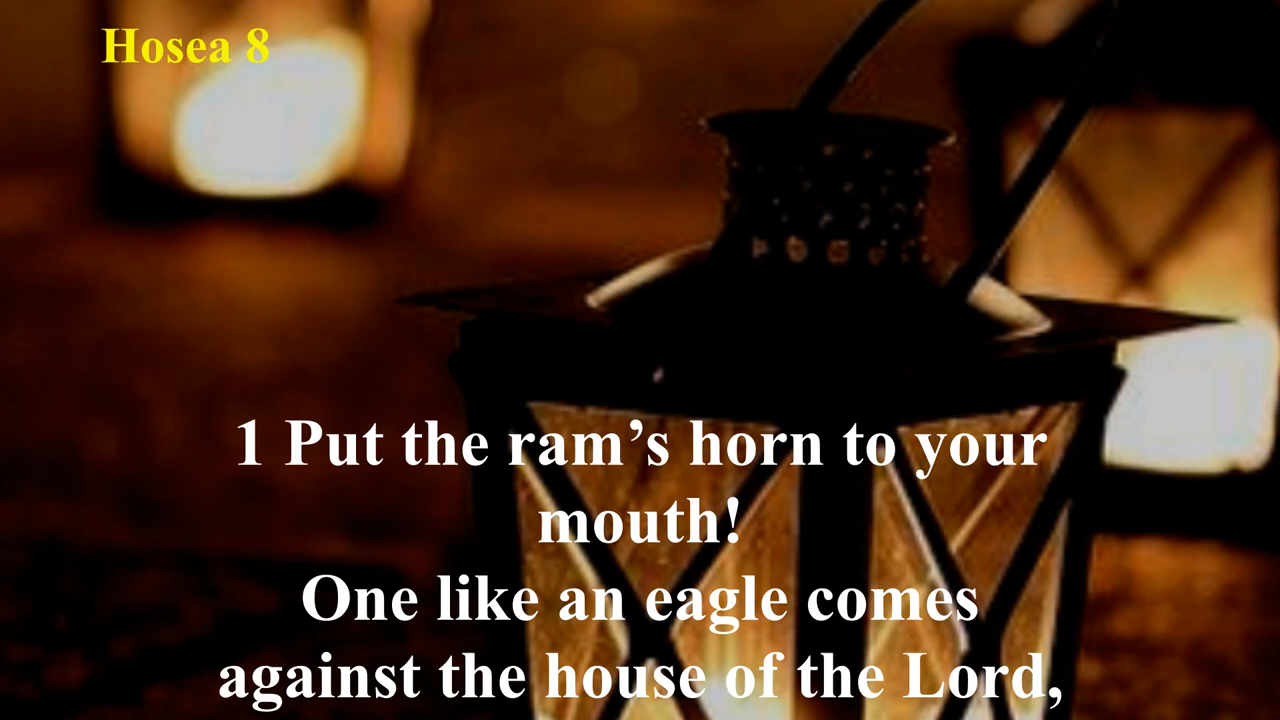 Hosea 8
1 Put the ram’s horn to your
mouth!
One like an eagle comes
against the house of the Lord,